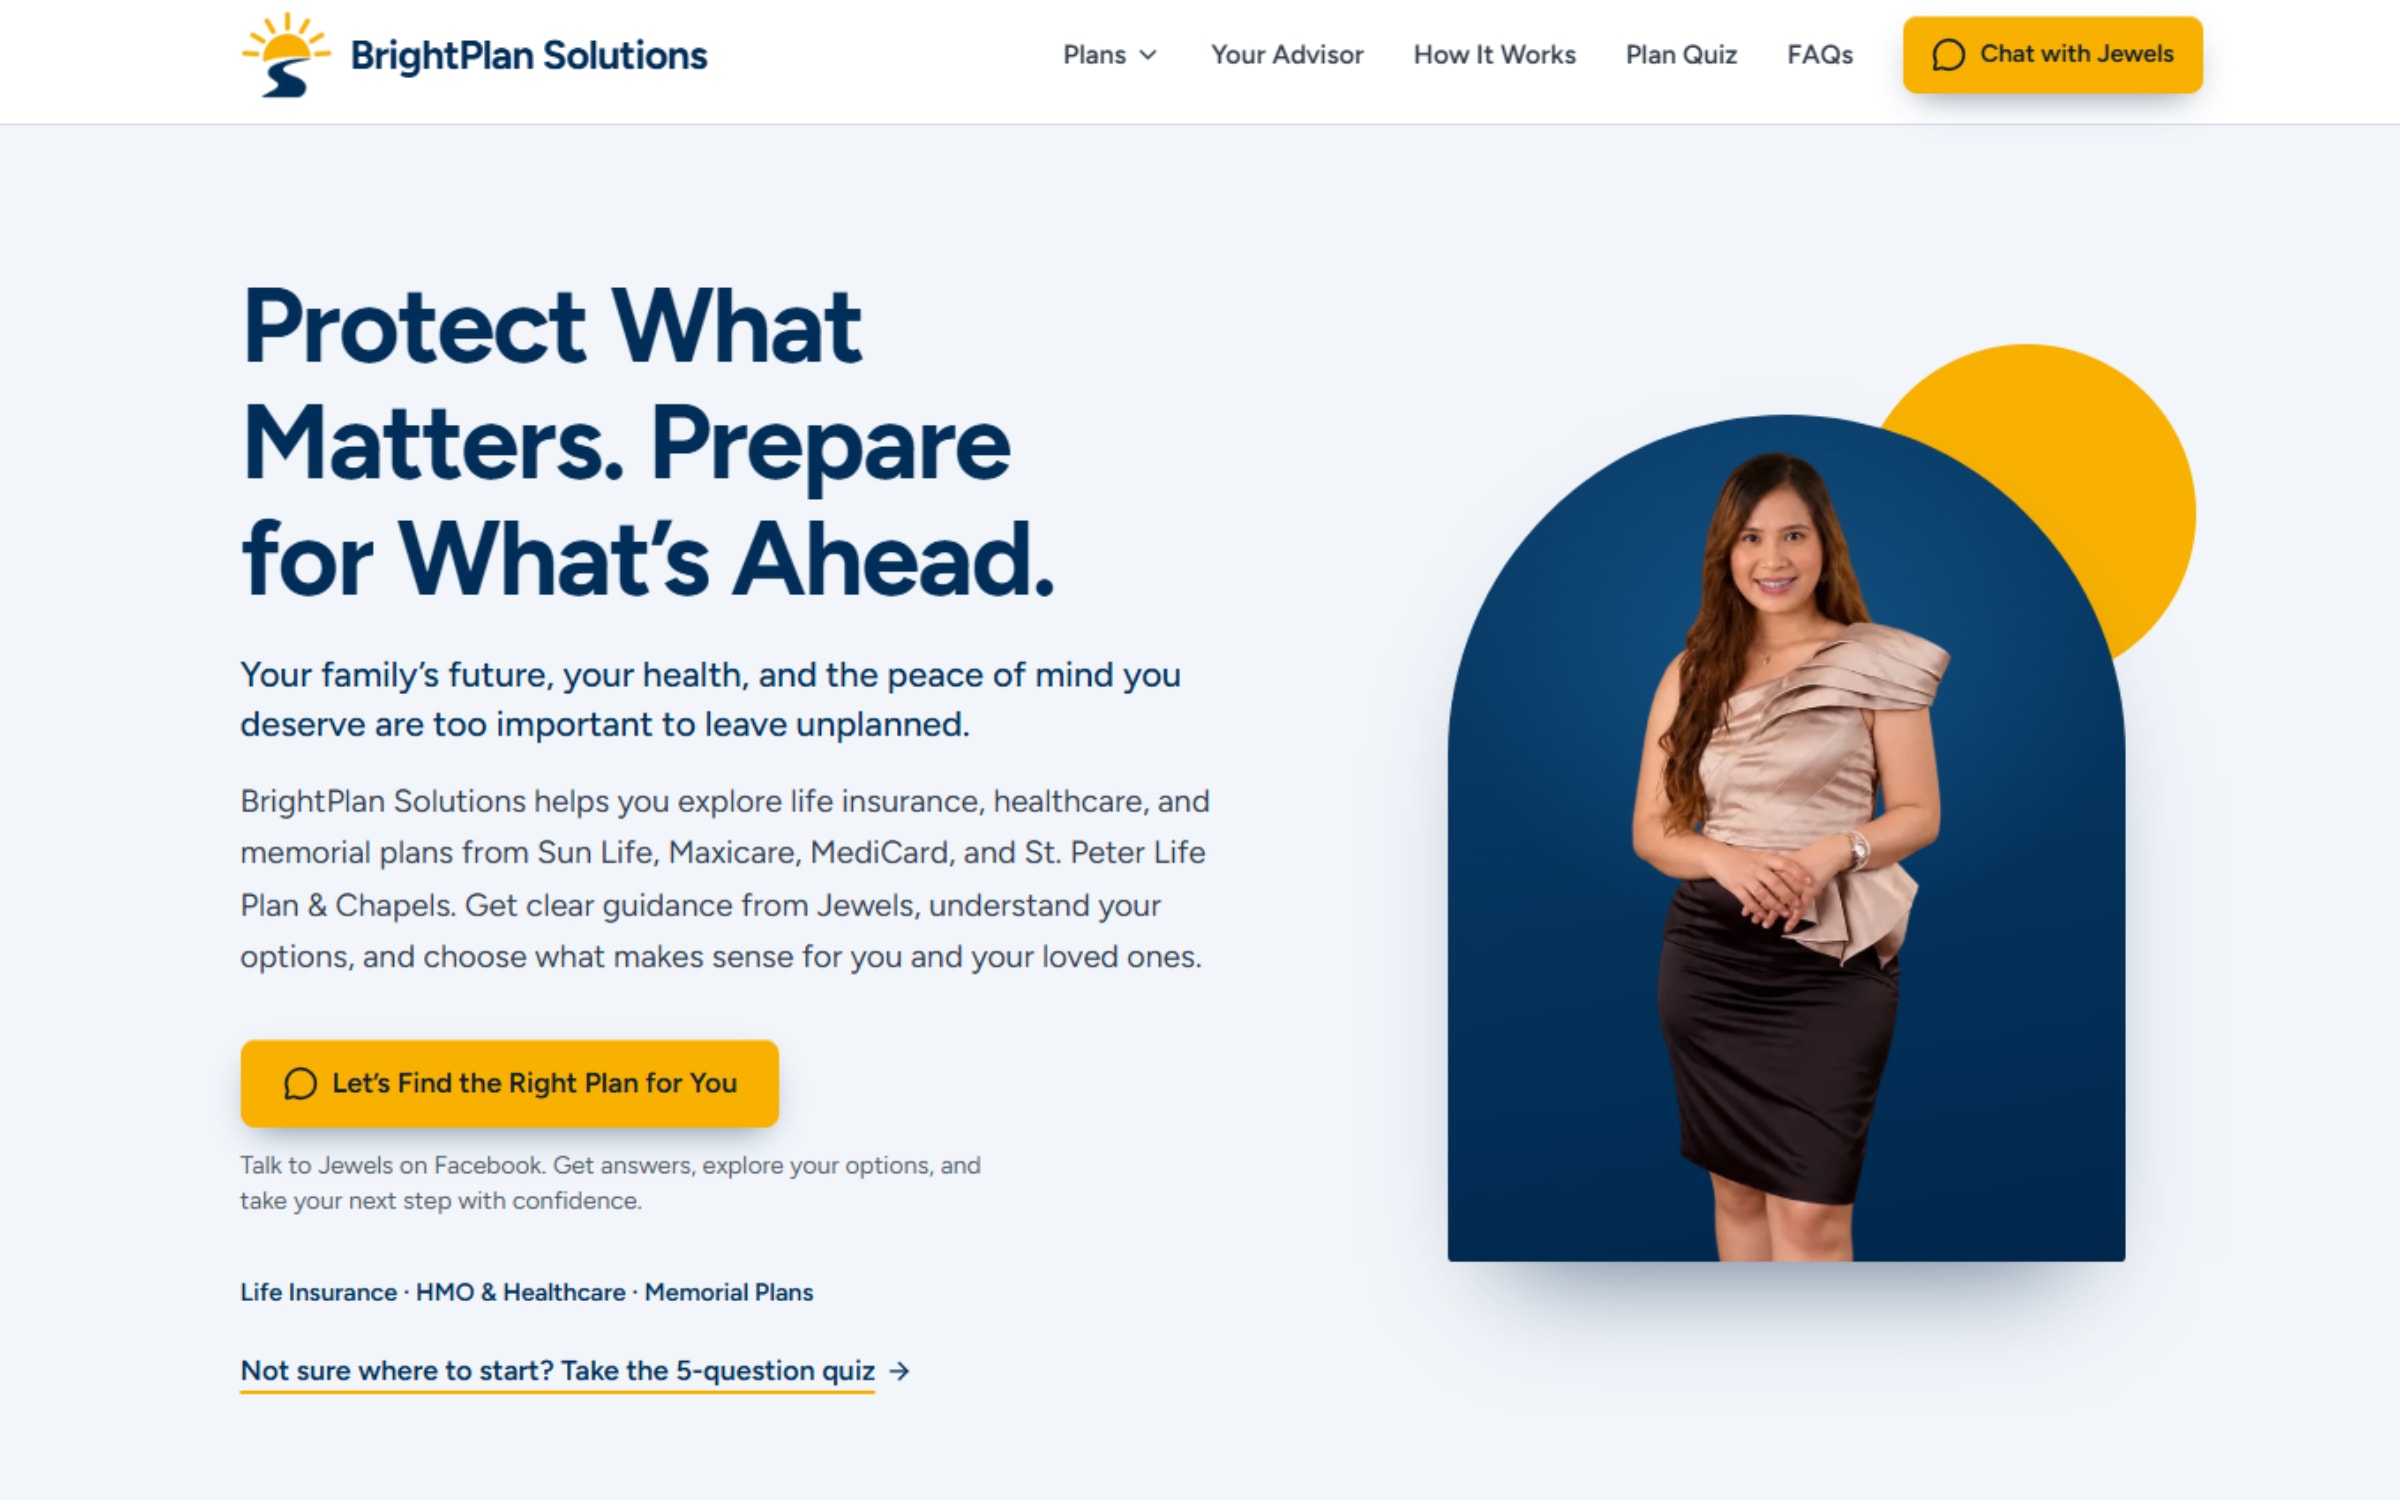 BrightPlan Solutions
Plans
Your Advisor
How It Works
Plan Quiz
FAQs
Chat with Jewels
Protect What
Matters. Prepare
for What’s Ahead.
Your family’s future, your health, and the peace of mind you
deserve are too important to leave unplanned.
BrightPlan Solutions helps you explore life insurance, healthcare, and
memorial plans from Sun Life, Maxicare, MediCard, and St. Peter Life
Plan & Chapels. Get clear guidance from Jewels, understand your
options, and choose what makes sense for you and your loved ones.
Let’s Find the Right Plan for You
Talk to Jewels on Facebook. Get answers, explore your options, and
take your next step with confidence.
Life Insurance · HMO & Healthcare · Memorial Plans
Not sure where to start? Take the 5-question quiz →